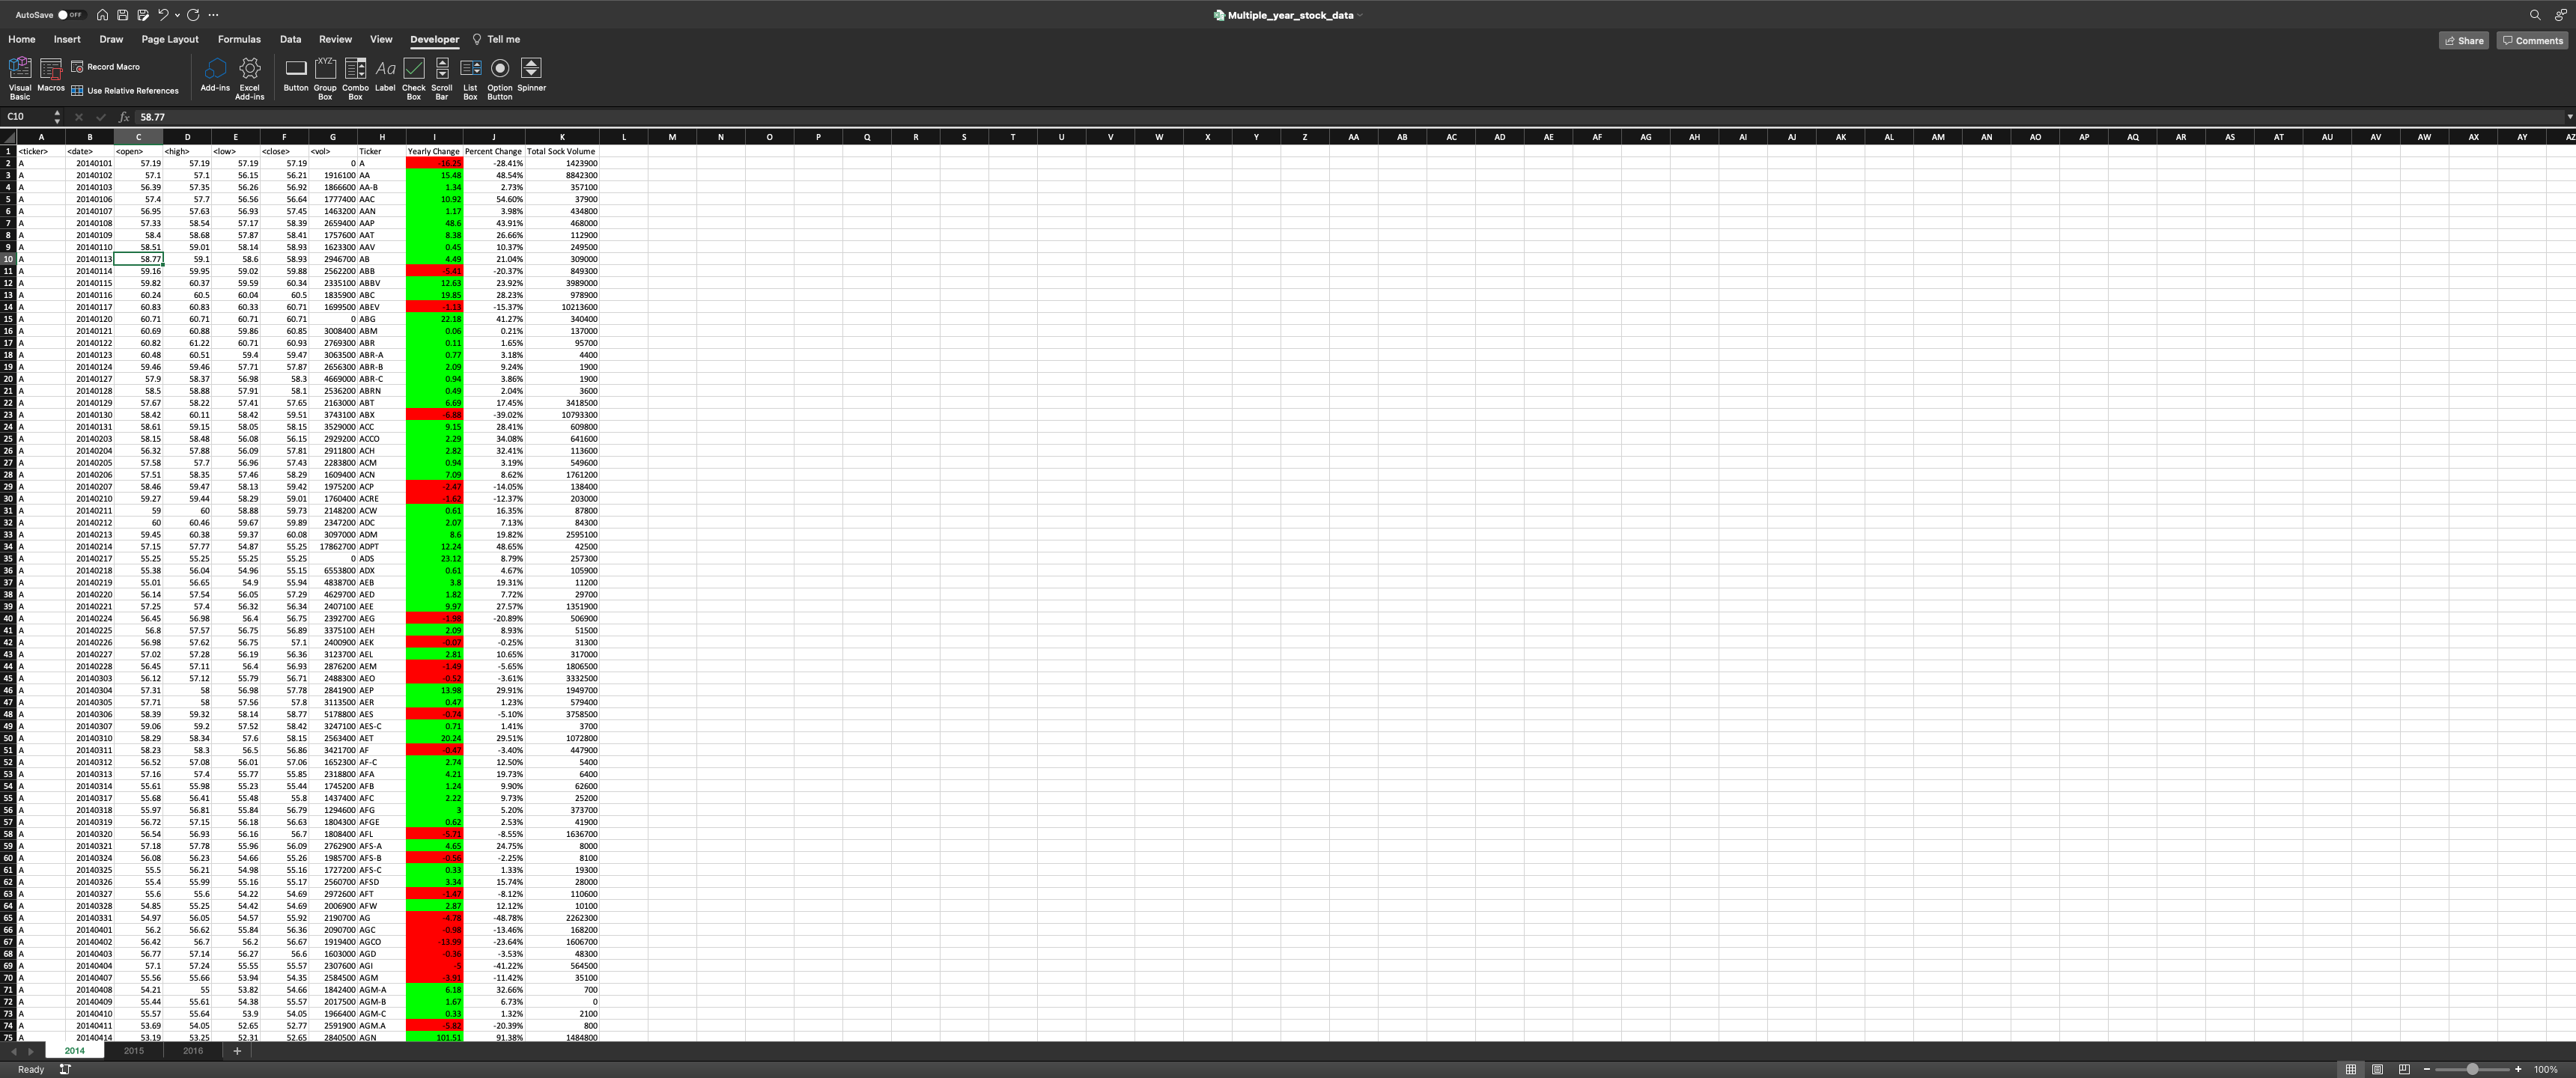 AutoSave OFF Multiple_year_stock_data
Home Insert Draw Page Layout Formulas Data Review View Developer Tell me Share Comments
Visual Basic Macros Record Macro Use Relative References Add-ins Excel Add-ins Button Group Box Combo Box Label Check Box Scroll Bar List Box Option Button Spinner
C10 fx 58.77
A B C D E F G H I J K L M N O P Q R S T U V W X Y Z AA AB AC AD AE AF AG AH AI AJ AK AL AM AN AO AP AQ AR AS AT AU AV AW AX AY AZ
1 <ticker> <date> <open> <high> <low> <close> <vol> Ticker Yearly Change Percent Change Total Sock Volume
2 A 20140101 57.19 57.19 57.19 57.19 0 A -16.25 -28.41% 1423900
3 A 20140102 57.1 57.1 56.15 56.21 1916100 AA 15.48 48.54% 8842300
4 A 20140103 56.39 57.35 56.26 56.92 1866600 AA-B 1.34 2.73% 357100
5 A 20140106 57.4 57.7 56.56 56.64 1777400 AAC 10.92 54.60% 37900
6 A 20140107 56.95 57.63 56.93 57.45 1463200 AAN 1.17 3.98% 434800
7 A 20140108 57.33 58.54 57.17 58.39 2659400 AAP 48.6 43.91% 468000
8 A 20140109 58.4 58.68 57.87 58.41 1757600 AAT 8.38 26.66% 112900
9 A 20140110 58.51 59.01 58.14 58.93 1623300 AAV 0.45 10.37% 249500
10 A 20140113 58.77 59.1 58.6 58.93 2946700 AB 4.49 21.04% 309000
11 A 20140114 59.16 59.95 59.02 59.88 2562200 ABB -5.41 -20.37% 849300
12 A 20140115 59.82 60.37 59.59 60.34 2335100 ABBV 12.63 23.92% 3989000
13 A 20140116 60.24 60.5 60.04 60.5 1835900 ABC 19.85 28.23% 978900
14 A 20140117 60.83 60.83 60.33 60.71 1699500 ABEV -1.13 -15.37% 10213600
15 A 20140120 60.71 60.71 60.71 60.71 0 ABG 22.18 41.27% 340400
16 A 20140121 60.69 60.88 59.86 60.85 3008400 ABM 0.06 0.21% 137000
17 A 20140122 60.82 61.22 60.71 60.93 2769300 ABR 0.11 1.65% 95700
18 A 20140123 60.48 60.51 59.4 59.47 3063500 ABR-A 0.77 3.18% 4400
19 A 20140124 59.46 59.46 57.71 57.87 2656300 ABR-B 2.09 9.24% 1900
20 A 20140127 57.9 58.37 56.98 58.3 4669000 ABR-C 0.94 3.86% 1900
21 A 20140128 58.5 58.88 57.91 58.1 2536200 ABRN 0.49 2.04% 3600
22 A 20140129 57.67 58.22 57.41 57.65 2163000 ABT 6.69 17.45% 3418500
23 A 20140130 58.42 60.11 58.42 59.51 3743100 ABX -6.88 -39.02% 10793300
24 A 20140131 58.61 59.15 58.05 58.15 3529000 ACC 9.15 28.41% 609800
25 A 20140203 58.15 58.48 56.08 56.15 2929200 ACCO 2.29 34.08% 641600
26 A 20140204 56.32 57.88 56.09 57.81 2911800 ACH 2.82 32.41% 113600
27 A 20140205 57.58 57.7 56.96 57.43 2283800 ACM 0.94 3.19% 549600
28 A 20140206 57.51 58.35 57.46 58.29 1609400 ACN 7.09 8.62% 1761200
29 A 20140207 58.46 59.47 58.13 59.42 1975200 ACP -2.47 -14.05% 138400
30 A 20140210 59.27 59.44 58.29 59.01 1760400 ACRE -1.62 -12.37% 203000
31 A 20140211 59 60 58.88 59.73 2148200 ACW 0.61 16.35% 87800
32 A 20140212 60 60.46 59.67 59.89 2347200 ADC 2.07 7.13% 84300
33 A 20140213 59.45 60.38 59.37 60.08 3097000 ADM 8.6 19.82% 2595100
34 A 20140214 57.15 57.77 54.87 55.25 17862700 ADPT 12.24 48.65% 42500
35 A 20140217 55.25 55.25 55.25 55.25 0 ADS 23.12 8.79% 257300
36 A 20140218 55.38 56.04 54.96 55.15 6553800 ADX 0.61 4.67% 105900
37 A 20140219 55.01 56.65 54.9 55.94 4838700 AEB 3.8 19.31% 11200
38 A 20140220 56.14 57.54 56.05 57.29 4629700 AED 1.82 7.72% 29700
39 A 20140221 57.25 57.4 56.32 56.34 2407100 AEE 9.97 27.57% 1351900
40 A 20140224 56.45 56.98 56.4 56.75 2392700 AEG -1.98 -20.89% 506900
41 A 20140225 56.8 57.57 56.75 56.89 3375100 AEH 2.09 8.93% 51500
42 A 20140226 56.98 57.62 56.75 57.1 2400900 AEK -0.07 -0.25% 31300
43 A 20140227 57.02 57.28 56.19 56.36 3123700 AEL 2.81 10.65% 317000
44 A 20140228 56.45 57.11 56.4 56.93 2876200 AEM -1.49 -5.65% 1806500
45 A 20140303 56.12 57.12 55.79 56.71 2488300 AEO -0.52 -3.61% 3332500
46 A 20140304 57.31 58 56.98 57.78 2841900 AEP 13.98 29.91% 1949700
47 A 20140305 57.71 58 57.56 57.8 3113500 AER 0.47 1.23% 579400
48 A 20140306 58.39 59.32 58.14 58.77 5178800 AES -0.74 -5.10% 3758500
49 A 20140307 59.06 59.2 57.52 58.42 3247100 AES-C 0.71 1.41% 3700
50 A 20140310 58.29 58.34 57.6 58.15 2563400 AET 20.24 29.51% 1072800
51 A 20140311 58.23 58.3 56.5 56.86 3421700 AF -0.47 -3.40% 447900
52 A 20140312 56.52 57.08 56.01 57.06 1652300 AF-C 2.74 12.50% 5400
53 A 20140313 57.16 57.4 55.77 55.85 2318800 AFA 4.21 19.73% 6400
54 A 20140314 55.61 55.98 55.23 55.44 1745200 AFB 1.24 9.90% 62600
55 A 20140317 55.68 56.41 55.48 55.8 1437400 AFC 2.22 9.73% 25200
56 A 20140318 55.97 56.81 55.84 56.79 1294600 AFG 3 5.20% 373700
57 A 20140319 56.72 57.15 56.18 56.63 1804300 AFGE 0.62 2.53% 41900
58 A 20140320 56.54 56.93 56.16 56.7 1808400 AFL -5.71 -8.55% 1636700
59 A 20140321 57.18 57.78 55.96 56.09 2762900 AFS-A 4.65 24.75% 8000
60 A 20140324 56.08 56.23 54.66 55.26 1985700 AFS-B -0.56 -2.25% 8100
61 A 20140325 55.5 56.21 54.98 55.16 1727200 AFS-C 0.33 1.33% 19300
62 A 20140326 55.4 55.99 55.16 55.17 2560700 AFSD 3.34 15.74% 28000
63 A 20140327 55.6 55.6 54.22 54.69 2972600 AFT -1.47 -8.12% 110600
64 A 20140328 54.85 55.25 54.42 54.69 2006900 AFW 2.87 12.12% 10100
65 A 20140331 54.97 56.05 54.57 55.92 2190700 AG -4.78 -48.78% 2262300
66 A 20140401 56.2 56.62 55.84 56.36 2090700 AGC -0.98 -13.46% 168200
67 A 20140402 56.42 56.7 56.2 56.67 1919400 AGCO -13.99 -23.64% 1606700
68 A 20140403 56.77 57.14 56.27 56.6 1603000 AGD -0.36 -3.53% 48300
69 A 20140404 57.1 57.24 55.55 55.57 2307600 AGI -5 -41.22% 564500
70 A 20140407 55.56 55.66 53.94 54.35 2584500 AGM -3.91 -11.42% 35100
71 A 20140408 54.21 55 53.82 54.66 1842400 AGM-A 6.18 32.66% 700
72 A 20140409 55.44 55.61 54.38 55.57 2017500 AGM-B 1.67 6.73% 0
73 A 20140410 55.57 55.64 53.9 54.05 1966400 AGM-C 0.33 1.32% 2100
74 A 20140411 53.69 54.05 52.65 52.77 2591900 AGM.A -5.82 -20.39% 800
75 A 20140414 53.19 53.25 52.31 52.65 2840500 AGN 101.51 91.38% 1484800
2014 2015 2016 +
Ready 100%